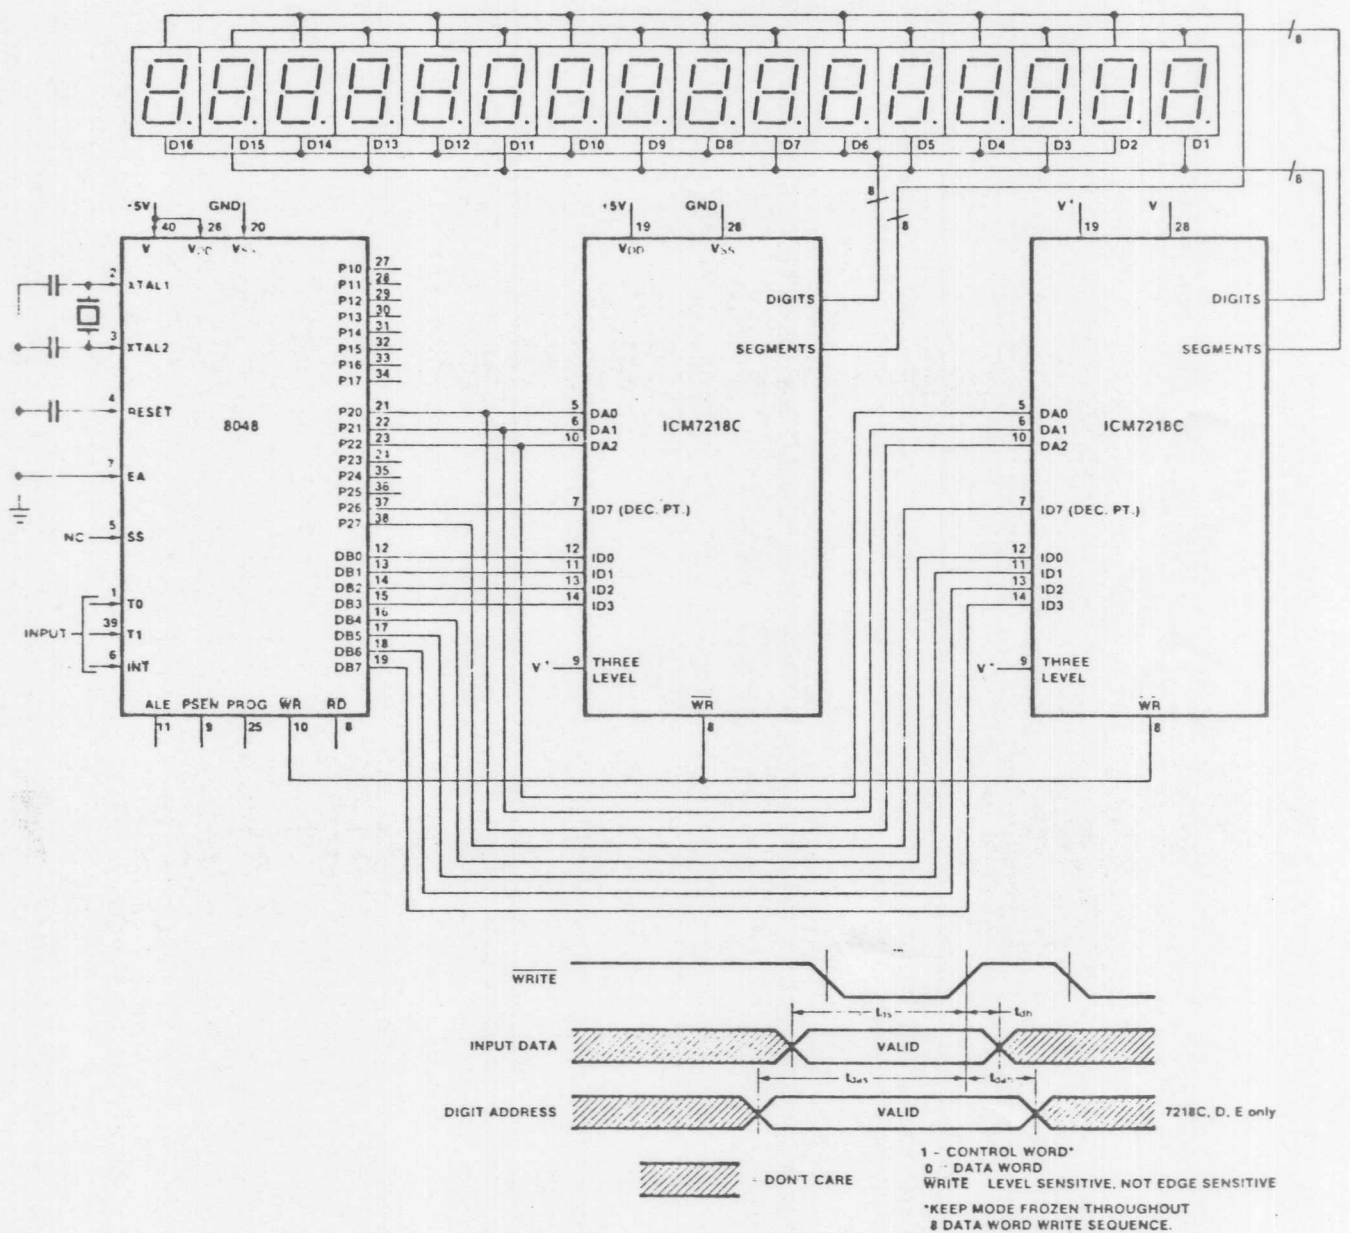 8
D16 D15 D14 D13 D12 D11 D10 D9 D8 D7 D6 D5 D4 D3 D2 D1
8
8
8
+5V GND
40 26 20
V VDD VSS
+5V GND
19 28
VDD VSS
V+ V
19 28
2 XTAL1
3 XTAL2
4 RESET
7 EA
NC 5 SS
INPUT
1 T0
39 T1
6 INT
8048
P10 27
P11 28
P12 29
P13 30
P14 31
P15 32
P16 33
P17 34
P20 21
P21 22
P22 23
P23 24
P24 35
P25 36
P26 37
P27 38
DB0 12
DB1 13
DB2 14
DB3 15
DB4 16
DB5 17
DB6 18
DB7 19
ALE PSEN PROG WR RD
11 9 25 10 8
DIGITS
SEGMENTS
5 DA0
6 DA1
10 DA2
ICM7218C
7 ID7 (DEC. PT.)
12 ID0
11 ID1
13 ID2
14 ID3
V+ 9 THREE
LEVEL
WR
8
DIGITS
SEGMENTS
5 DA0
6 DA1
10 DA2
ICM7218C
7 ID7 (DEC. PT.)
12 ID0
11 ID1
13 ID2
14 ID3
V+ 9 THREE
LEVEL
WR
8
WRITE
tds tdh
INPUT DATA VALID
tdas tdah
DIGIT ADDRESS VALID 7218C, D, E only
- DON'T CARE
1 - CONTROL WORD*
0 - DATA WORD
WRITE LEVEL SENSITIVE, NOT EDGE SENSITIVE
*KEEP MODE FROZEN THROUGHOUT
8 DATA WORD WRITE SEQUENCE.